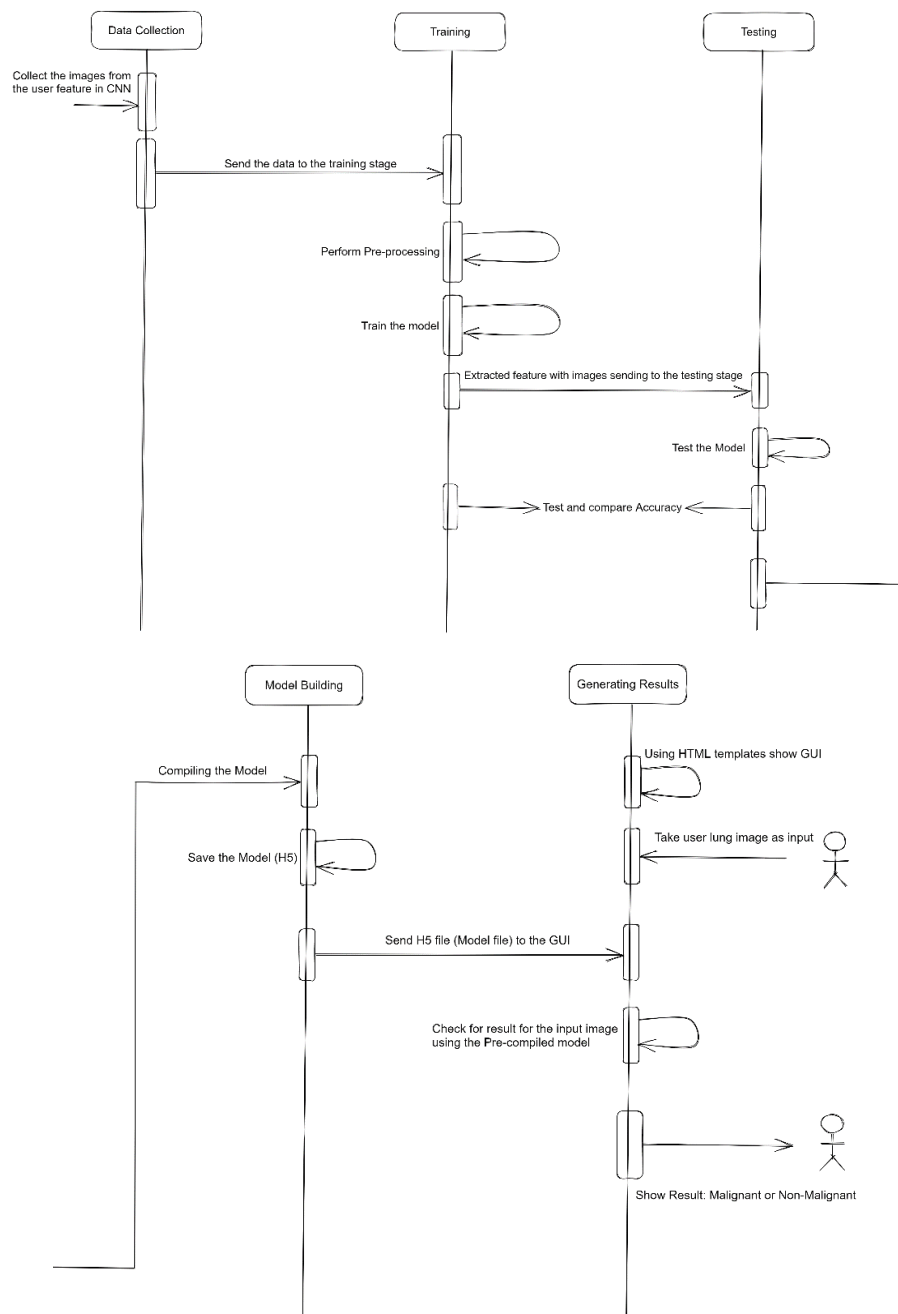 Data Collection
Training
Testing
Collect the images from
the user feature in CNN
Send the data to the training stage
Perform Pre-processing
Train the model
Extracted feature with images sending to the testing stage
Test the Model
Test and compare Accuracy
Model Building
Generating Results
Using HTML templates show GUI
Compiling the Model
Take user lung image as input
Save the Model (H5)
Send H5 file (Model file) to the GUI
Check for result for the input image
using the Pre-compiled model
Show Result: Malignant or Non-Malignant